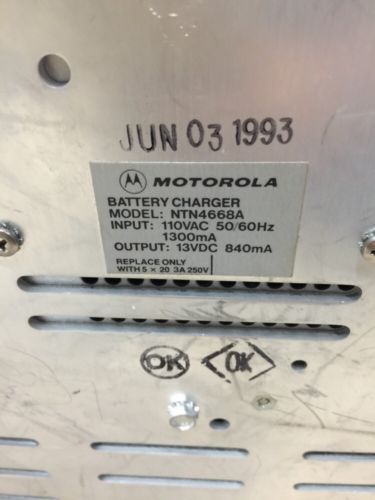 JUN 03 1993
MOTOROLA
BATTERY CHARGER
MODEL: NTN4668A
INPUT: 110VAC 50/60Hz
1300mA
OUTPUT: 13VDC 840mA
REPLACE ONLY
WITH 5 × 20 3A 250V
OK OK